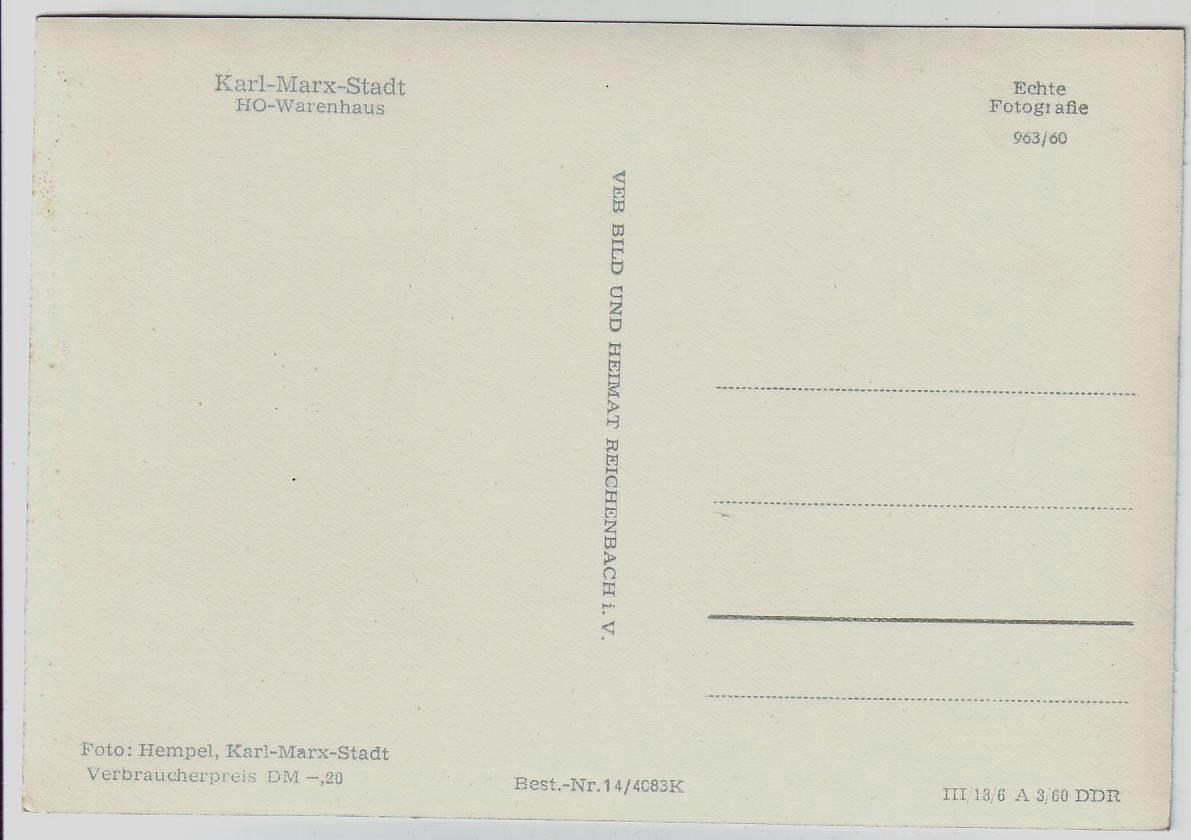 Karl-Marx-Stadt
HO-Warenhaus
Echte
Fotografie
963/60
VEB BILD UND HEIMAT REICHENBACH i. V.
Foto: Hempel, Karl-Marx-Stadt
Verbraucherpreis DM –,20
Best.-Nr. 14/4083K
III/18/6 A 3/60 DDR